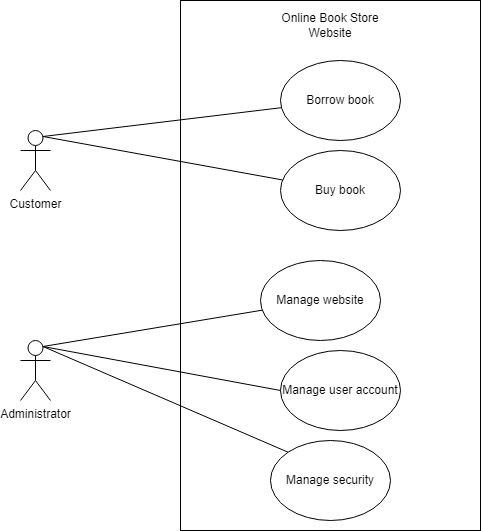 Online Book Store
Website
Borrow book
Buy book
Customer
Manage website
Manage user account
Administrator
Manage security